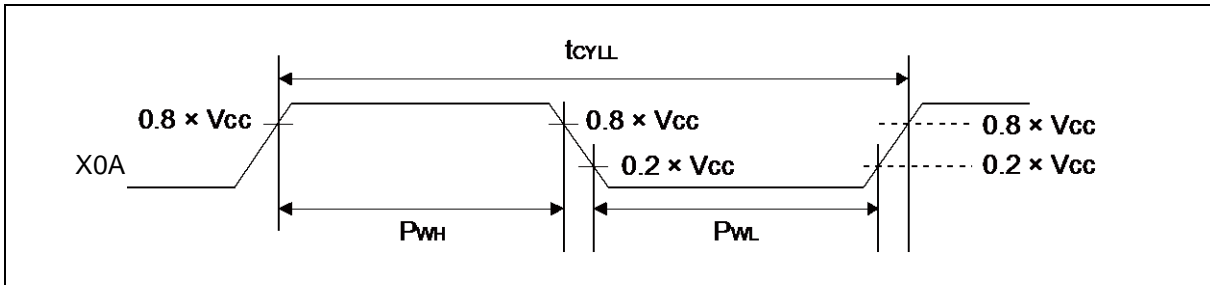 tCYLL
0.8 × Vcc
0.8 × Vcc
0.8 × Vcc
X0A
0.2 × Vcc
0.2 × Vcc
PWH
PWL